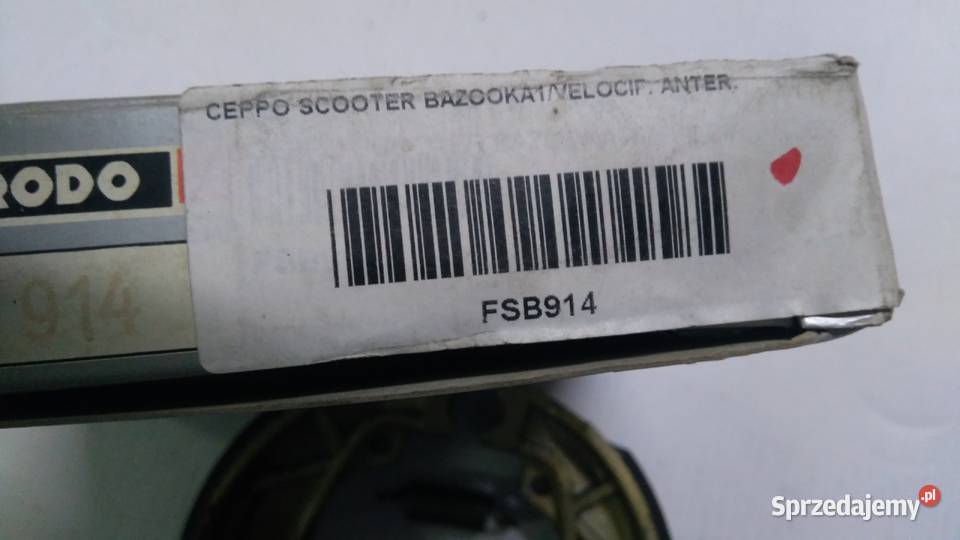 CEPPO SCOOTER BAZOOKA1/VELOCIF. ANTER.
RODO
914
FSB914
Sprzedajemy.pl